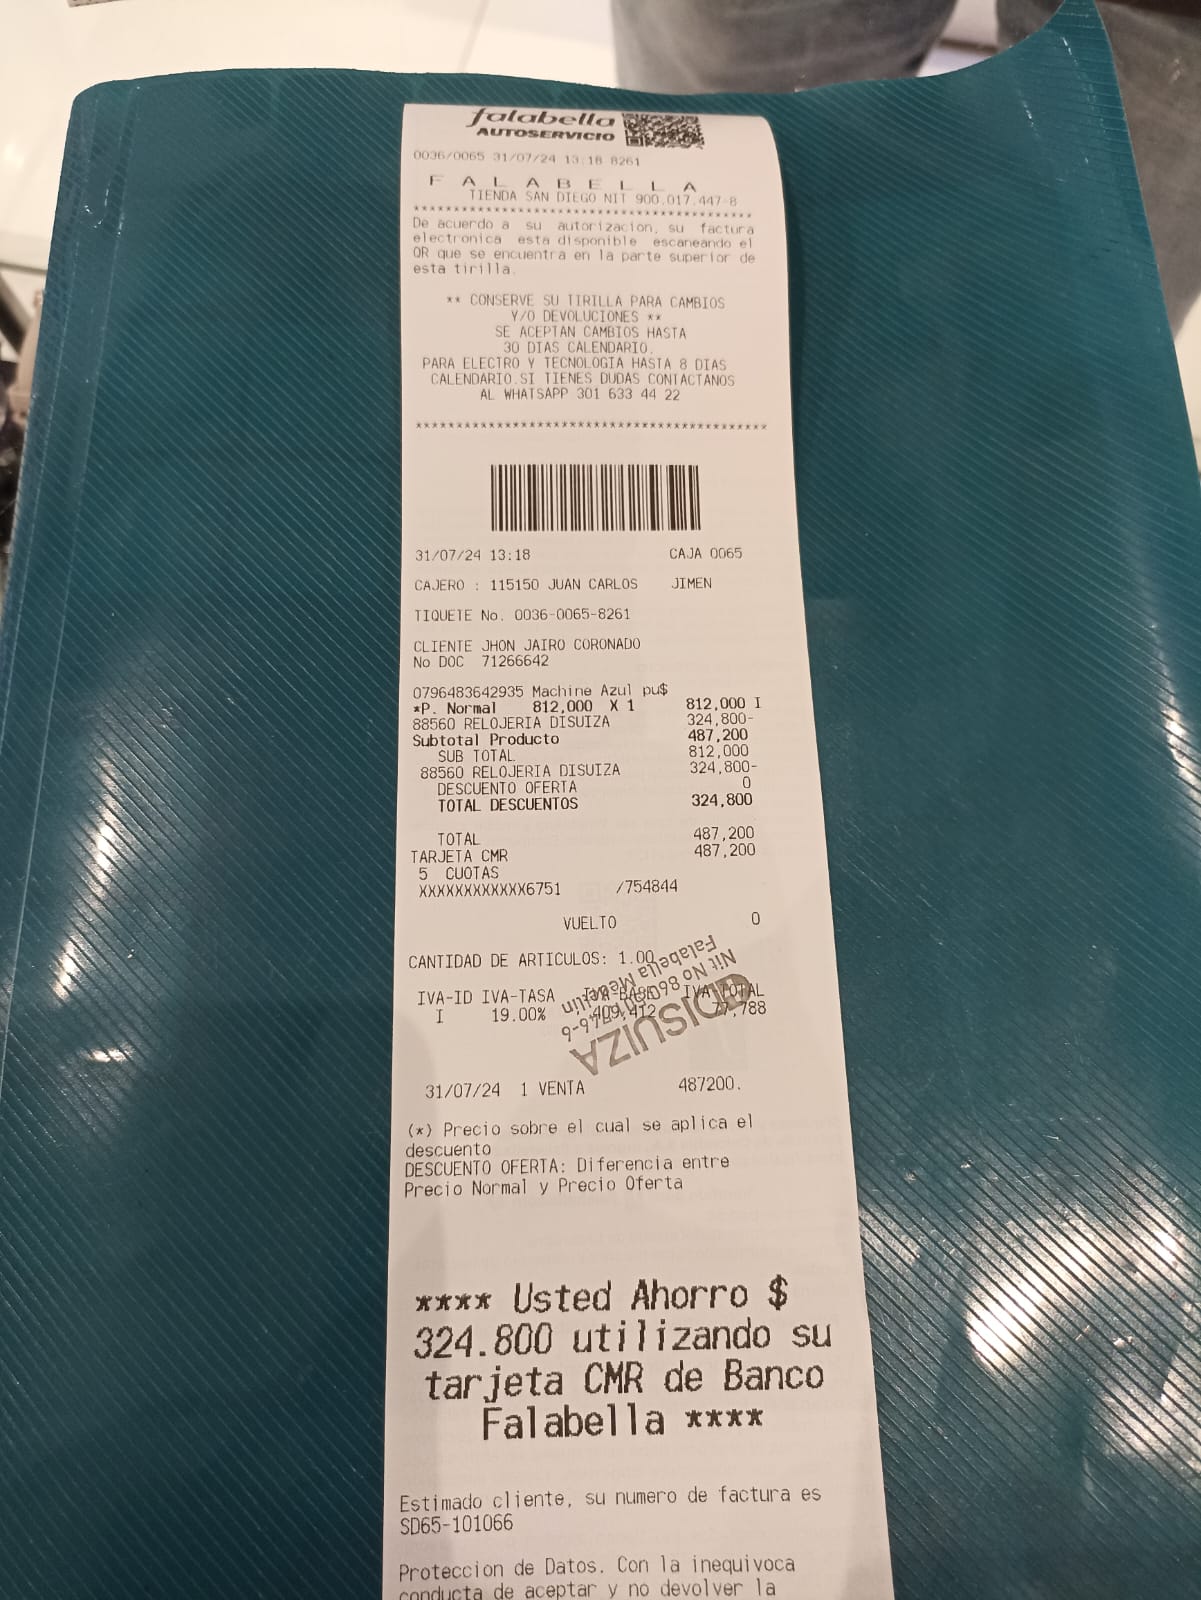 falabella
AUTOSERVICIO
0036/0065 31/07/24 13:18 8261
F A L A B E L L A
TIENDA SAN DIEGO NIT 900.017.447-8
*******************************************
De acuerdo a su autorizacion, su factura
electronica esta disponible escaneando el
QR que se encuentra en la parte superior de
esta tirilla.
** CONSERVE SU TIRILLA PARA CAMBIOS
Y/O DEVOLUCIONES **
SE ACEPTAN CAMBIOS HASTA
30 DIAS CALENDARIO.
PARA ELECTRO Y TECNOLOGIA HASTA 8 DIAS
CALENDARIO.SI TIENES DUDAS CONTACTANOS
AL WHATSAPP 301 633 44 22
*******************************************
31/07/24 13:18 CAJA 0065
CAJERO : 115150 JUAN CARLOS JIMEN
TIQUETE No. 0036-0065-8261
CLIENTE JHON JAIRO CORONADO
No DOC 71266642
0796483642935 Machine Azul pu$
*P. Normal 812,000 X 1 812,000 I
88560 RELOJERIA DISUIZA 324,800-
Subtotal Producto 487,200
SUB TOTAL 812,000
88560 RELOJERIA DISUIZA 324,800-
DESCUENTO OFERTA 0
TOTAL DESCUENTOS 324,800
TOTAL 487,200
TARJETA CMR 487,200
5 CUOTAS
XXXXXXXXXXXX6751 /754844
VUELTO 0
CANTIDAD DE ARTICULOS: 1.00
IVA-ID IVA-TASA IVA-BASE IVA-TOTAL
I 19.00% 409,412 77,788
DISUIZA
Falabella Medellin
31/07/24 1 VENTA 487200.
(*) Precio sobre el cual se aplica el
descuento
DESCUENTO OFERTA: Diferencia entre
Precio Normal y Precio Oferta
**** Usted Ahorro $
324.800 utilizando su
tarjeta CMR de Banco
Falabella ****
Estimado cliente, su numero de factura es
SD65-101066
Proteccion de Datos. Con la inequivoca
conducta de aceptar y no devolver la